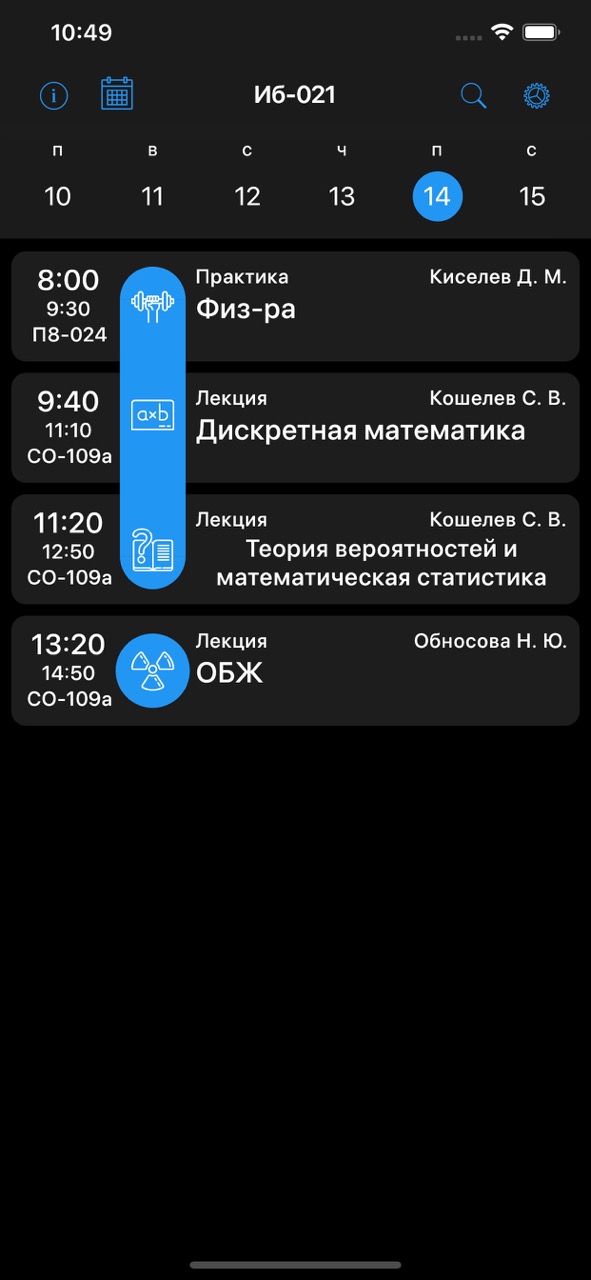 10:49
Иб-021
п в с ч п с
10 11 12 13 14 15
8:00
9:30
П8-024
Практика
Киселев Д. М.
Физ-ра
9:40
11:10
СО-109а
a×b
Лекция
Кошелев С. В.
Дискретная математика
11:20
12:50
СО-109а
?
Лекция
Кошелев С. В.
Теория вероятностей и
математическая статистика
13:20
14:50
СО-109а
Лекция
Обносова Н. Ю.
ОБЖ